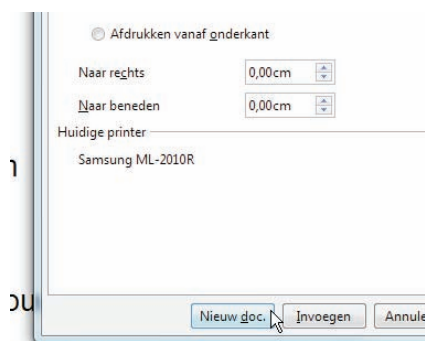 Afdrukken vanaf onderkant
Naar rechts 0,00cm
Naar beneden 0,00cm
Huidige printer
Samsung ML-2010R
Nieuw doc. Invoegen Annule